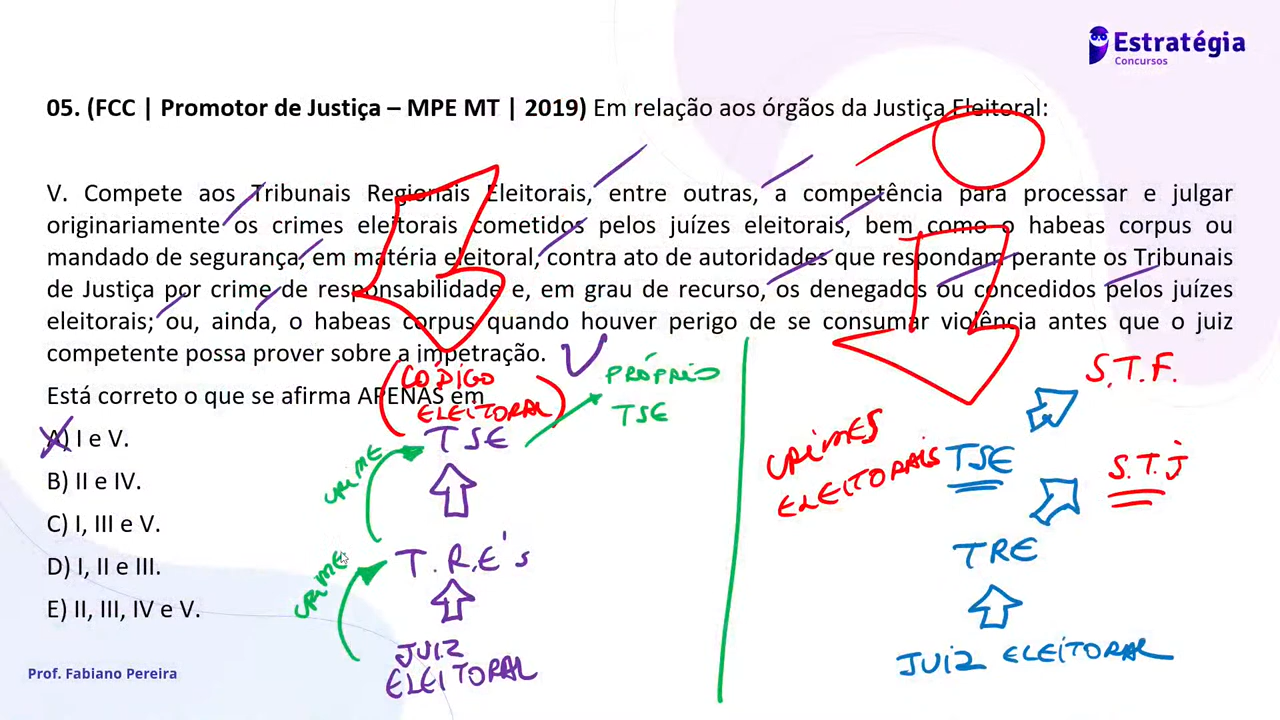 Estratégia
Concursos
05. (FCC | Promotor de Justiça – MPE MT | 2019) Em relação aos órgãos da Justiça Eleitoral:
V. Compete aos Tribunais Regionais Eleitorais, entre outras, a competência para processar e julgar
originariamente os crimes eleitorais cometidos pelos juízes eleitorais, bem como o habeas corpus ou
mandado de segurança, em matéria eleitoral, contra ato de autoridades que respondam perante os Tribunais
de Justiça por crime de responsabilidade e, em grau de recurso, os denegados ou concedidos pelos juízes
eleitorais; ou, ainda, o habeas corpus quando houver perigo de se consumar violência antes que o juiz
competente possa prover sobre a impetração.
Está correto o que se afirma APENAS em
A) I e V.
B) II e IV.
C) I, III e V.
D) I, II e III.
E) II, III, IV e V.
(CÓDIGO
ELEITORAL)
PRÓPRIO
TSE
TSE
CRIME
T.R.E's
CRIME
JUIZ
ELEITORAL
CRIMES
ELEITORAIS
S.T.F.
TSE
S.T.J
TRE
JUIZ ELEITORAL
Prof. Fabiano Pereira